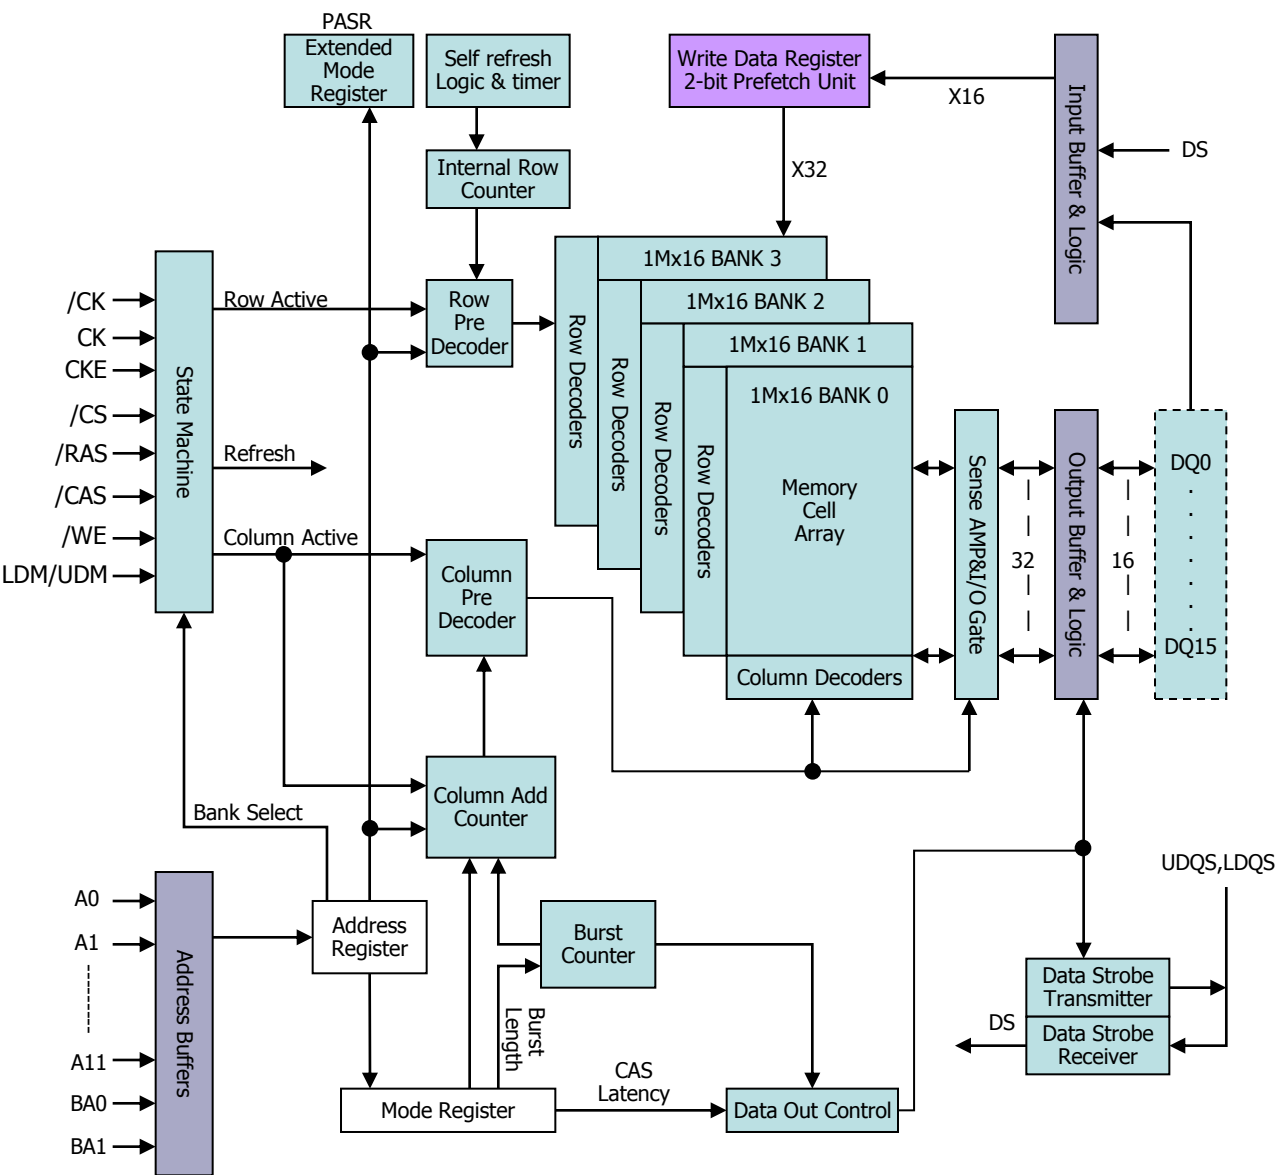 PASR
Extended
Mode
Register
Self refresh
Logic & timer
Write Data Register
2-bit Prefetch Unit
X16
Input Buffer & Logic
DS
Internal Row
Counter
X32
1Mx16 BANK 3
1Mx16 BANK 2
1Mx16 BANK 1
1Mx16 BANK 0
Row Decoders
Row Decoders
Row Decoders
Row Decoders
Memory
Cell
Array
Column Decoders
/CK
CK
CKE
/CS
/RAS
/CAS
/WE
LDM/UDM
State Machine
Row Active
Row
Pre
Decoder
Refresh
Column Active
Column
Pre
Decoder
Sense AMP&I/O Gate
32
Output Buffer & Logic
16
DQ0
DQ15
Column Add
Counter
Bank Select
A0
A1
A11
BA0
BA1
Address Buffers
Address
Register
Burst
Counter
Burst
Length
Mode Register
CAS
Latency
Data Out Control
UDQS,LDQS
Data Strobe
Transmitter
DS
Data Strobe
Receiver